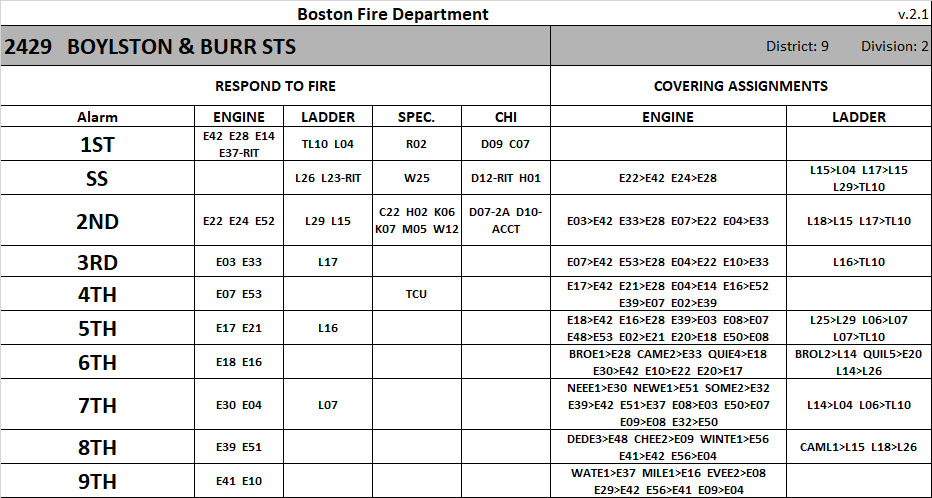 Boston Fire Department v.2.1
2429 BOYLSTON & BURR STS District: 9 Division: 2
RESPOND TO FIRE COVERING ASSIGNMENTS
Alarm ENGINE LADDER SPEC. CHI ENGINE LADDER
E42 E28 E14
E37-RIT
1ST TL10 L04 R02 D09 C07
SS L26 L23-RIT W25 D12-RIT H01 E22>E42 E24>E28
L15>L04 L17>L15
L29>TL10
2ND E22 E24 E52 L29 L15
C22 H02 K06
K07 M05 W12
D07-2A D10-
ACCT
E03>E42 E33>E28 E07>E22 E04>E33 L18>L15 L17>TL10
3RD E03 E33 L17 E07>E42 E53>E28 E04>E22 E10>E33 L16>TL10
4TH E07 E53 TCU
E17>E42 E21>E28 E04>E14 E16>E52
E39>E07 E02>E39
5TH E17 E21 L16
E18>E42 E16>E28 E39>E03 E08>E07
E48>E53 E02>E21 E20>E18 E50>E08
L25>L29 L06>L07
L07>TL10
6TH E18 E16
BROE1>E28 CAME2>E33 QUIE4>E18
E30>E42 E10>E22 E20>E17
BROL2>L14 QUIL5>E20
L14>L26
7TH E30 E04 L07
NEEE1>E30 NEWE1>E51 SOME2>E32
E39>E42 E51>E37 E08>E03 E50>E07
E09>E08 E32>E50
L14>L04 L06>TL10
8TH E39 E51
DEDE3>E48 CHEE2>E09 WINTE1>E56
E41>E42 E56>E04
CAML1>L15 L18>L26
9TH E41 E10
WATE1>E37 MILE1>E16 EVEE2>E08
E29>E42 E56>E41 E09>E04